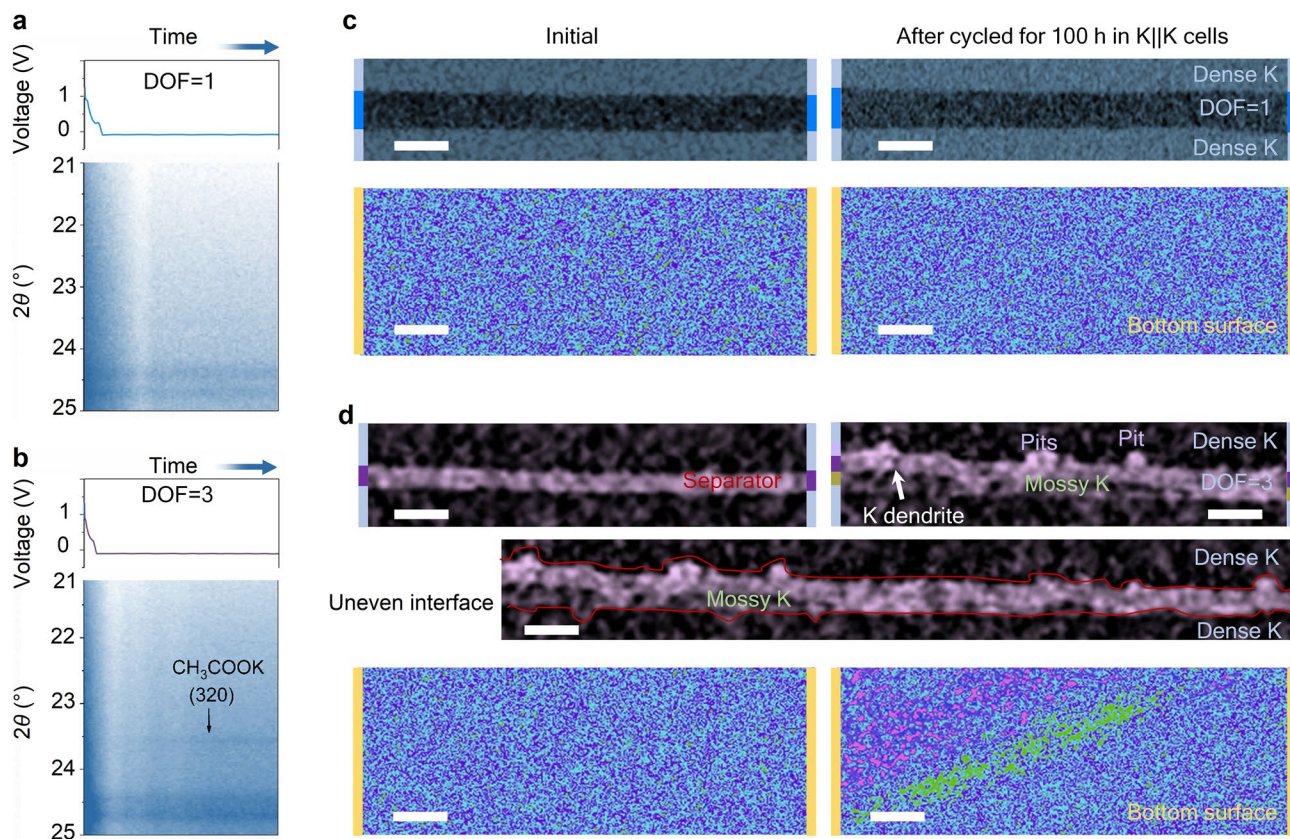 a
Time
Voltage (V)
1
0
DOF=1
2θ (°)
21
22
23
24
25
b
Time
Voltage (V)
1
0
DOF=3
2θ (°)
21
22
23
24
25
CH₃COOK
(320)
c
Initial
After cycled for 100 h in K||K cells
Dense K
DOF=1
Dense K
Bottom surface
d
Separator
Pits
Pit
Dense K
Mossy K
DOF=3
K dendrite
Dense K
Uneven interface
Mossy K
Dense K
Bottom surface